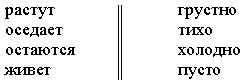 растут грустно
оседает тихо
остаются холодно
живет пусто